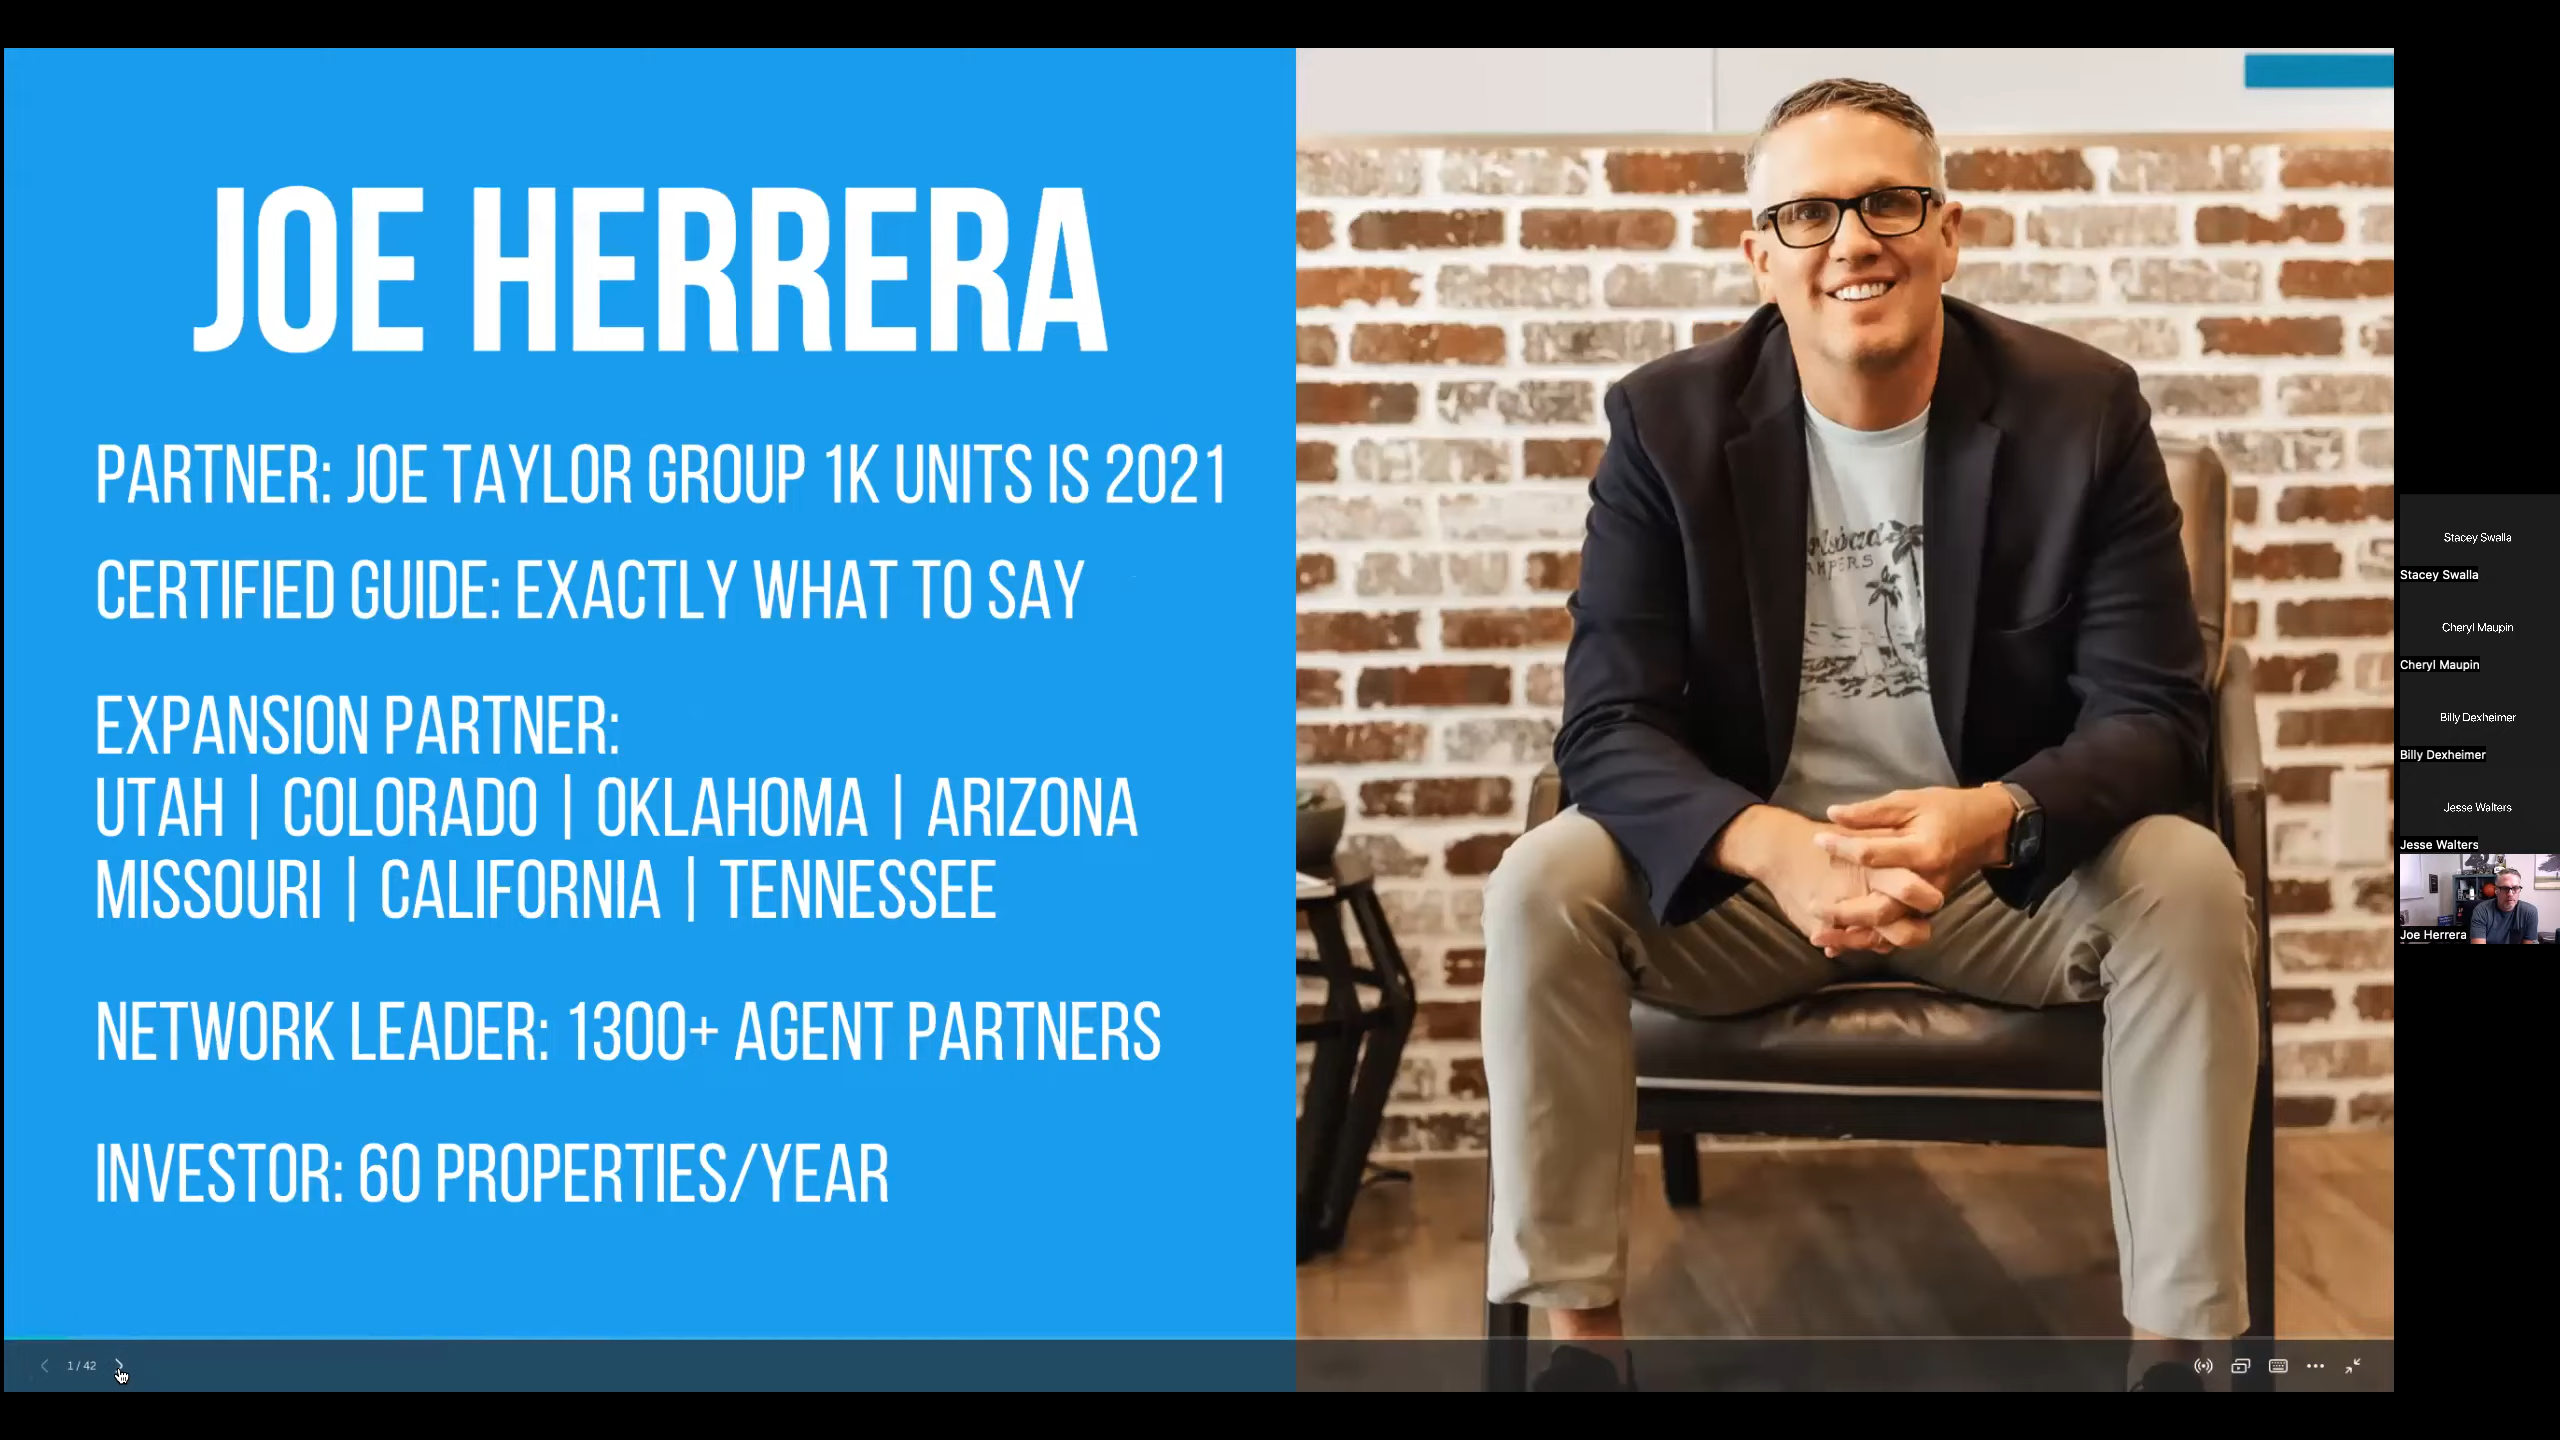 JOE HERRERA
PARTNER: JOE TAYLOR GROUP 1K UNITS IS 2021
CERTIFIED GUIDE: EXACTLY WHAT TO SAY
EXPANSION PARTNER:
UTAH | COLORADO | OKLAHOMA | ARIZONA
MISSOURI | CALIFORNIA | TENNESSEE
NETWORK LEADER: 1300+ AGENT PARTNERS
INVESTOR: 60 PROPERTIES/YEAR
1 / 42
Stacey Swalla
Stacey Swalla
Cheryl Maupin
Cheryl Maupin
Billy Dexheimer
Billy Dexheimer
Jesse Walters
Jesse Walters
Joe Herrera